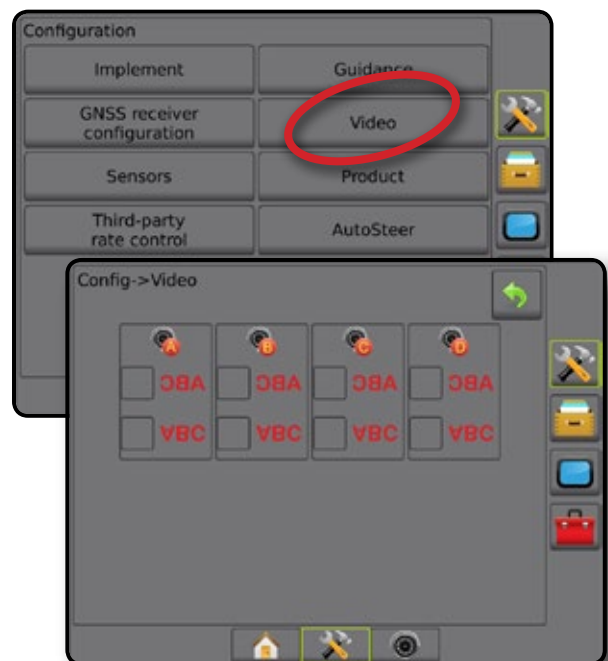 Configuration
Implement
Guidance
GNSS receiver
configuration
Video
Sensors
Product
Third-party
rate control
AutoSteer
Config->Video
A B C D
ABC ABC ABC ABC
ABC ABC ABC ABC